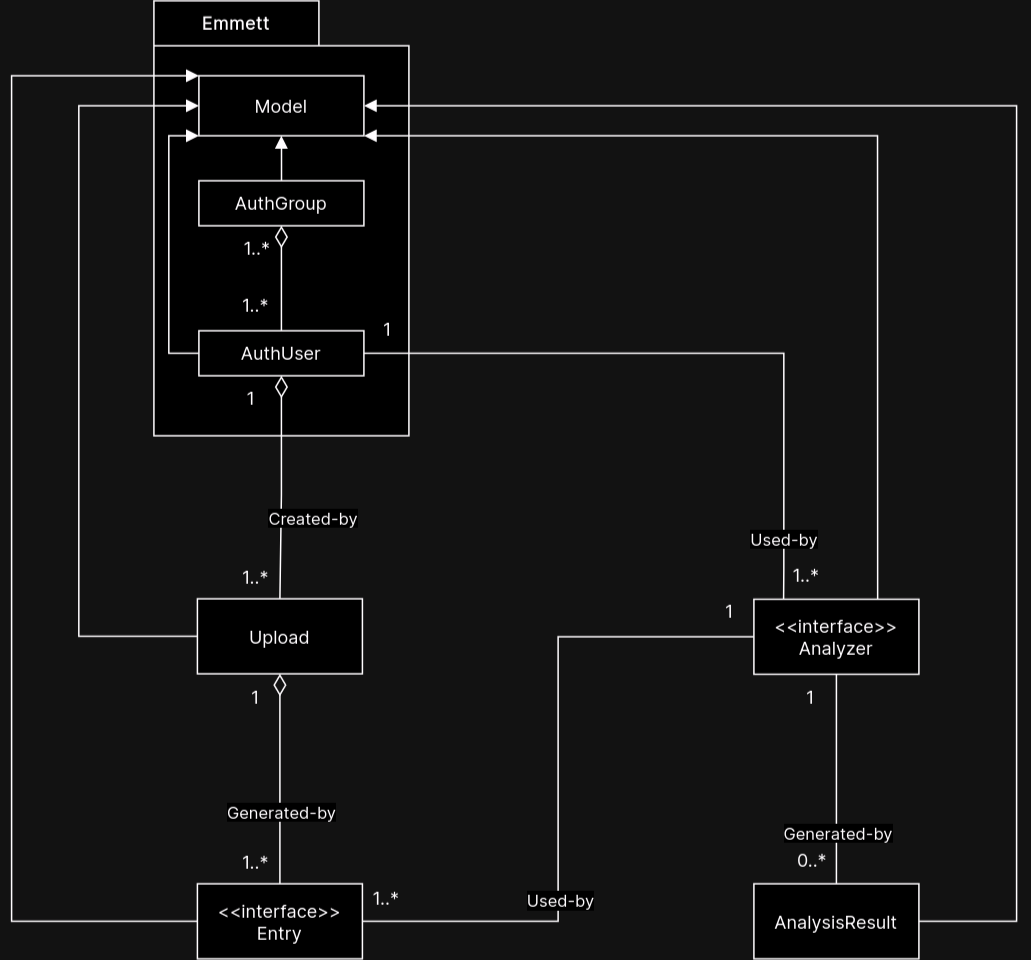 Emmett
Model
AuthGroup
1..*
1..*
1
AuthUser
1
Created-by
Used-by
1..*
1..*
1
<<interface>>
Analyzer
Upload
1
1
Generated-by
Generated-by
1..*
0..*
1..*
Used-by
<<interface>>
Entry
AnalysisResult